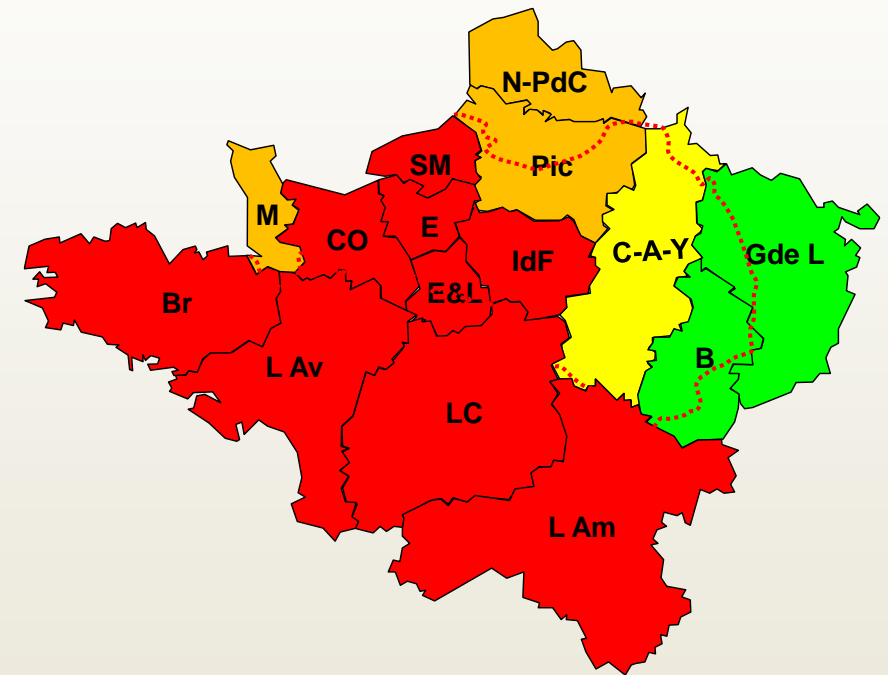 N-PdC
SM
Pic
M
CO
E
IdF
C-A-Y
Gde L
Br
E&L
L Av
B
LC
L Am